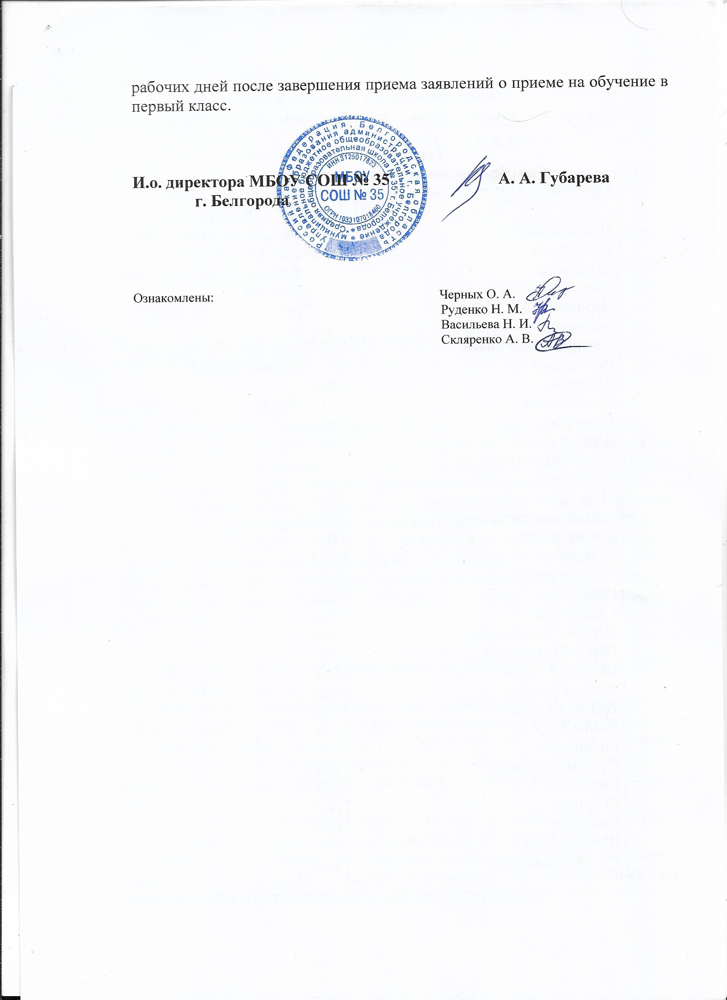 рабочих дней после завершения приема заявлений о приеме на обучение в
первый класс.
И.о. директора МБОУ СОШ № 35
г. Белгорода
А. А. Губарева
Российская Федерация, Белгородская область
Управление образования администрации г. Белгорода
муниципальное бюджетное общеобразовательное учреждение *
"Средняя общеобразовательная школа № 35" г. Белгорода *
ИНН 3125017823
МБОУ
СОШ № 35
ОГРН 1033107018460
Ознакомлены:
Черных О. А.
Руденко Н. М.
Васильева Н. И.
Скляренко А. В.